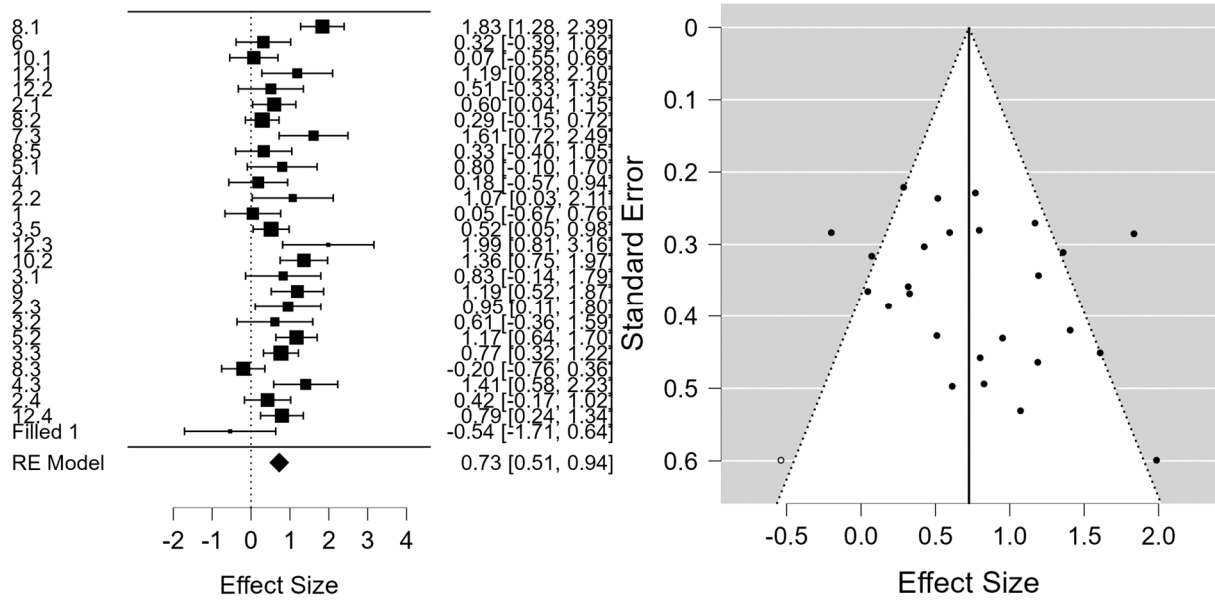 8.1 1.83 [1.28, 2.39]
6 0.32 [-0.39, 1.02]
10.1 0.07 [-0.55, 0.69]
12.1 1.19 [0.28, 2.10]
12.2 0.51 [-0.33, 1.35]
2.1 0.60 [0.04, 1.15]
8.2 0.29 [-0.15, 0.72]
7.3 1.61 [0.72, 2.49]
8.5 0.33 [-0.40, 1.05]
5.1 0.80 [-0.10, 1.70]
4 0.18 [-0.57, 0.94]
2.2 1.07 [0.03, 2.11]
1 0.05 [-0.67, 0.76]
3.5 0.52 [0.05, 0.98]
12.3 1.99 [0.81, 3.16]
10.2 1.36 [0.75, 1.97]
3.1 0.83 [-0.14, 1.79]
9 1.19 [0.52, 1.87]
2.3 0.95 [0.11, 1.80]
3.2 0.61 [-0.36, 1.59]
5.2 1.17 [0.64, 1.70]
3.3 0.77 [0.32, 1.22]
8.3 -0.20 [-0.76, 0.36]
4.3 1.41 [0.58, 2.23]
2.4 0.42 [-0.17, 1.02]
12.4 0.79 [0.24, 1.34]
Filled 1 -0.54 [-1.71, 0.64]
RE Model 0.73 [0.51, 0.94]
-2 -1 0 1 2 3 4
Effect Size
Standard Error
0
0.1
0.2
0.3
0.4
0.5
0.6
-0.5 0.0 0.5 1.0 1.5 2.0
Effect Size